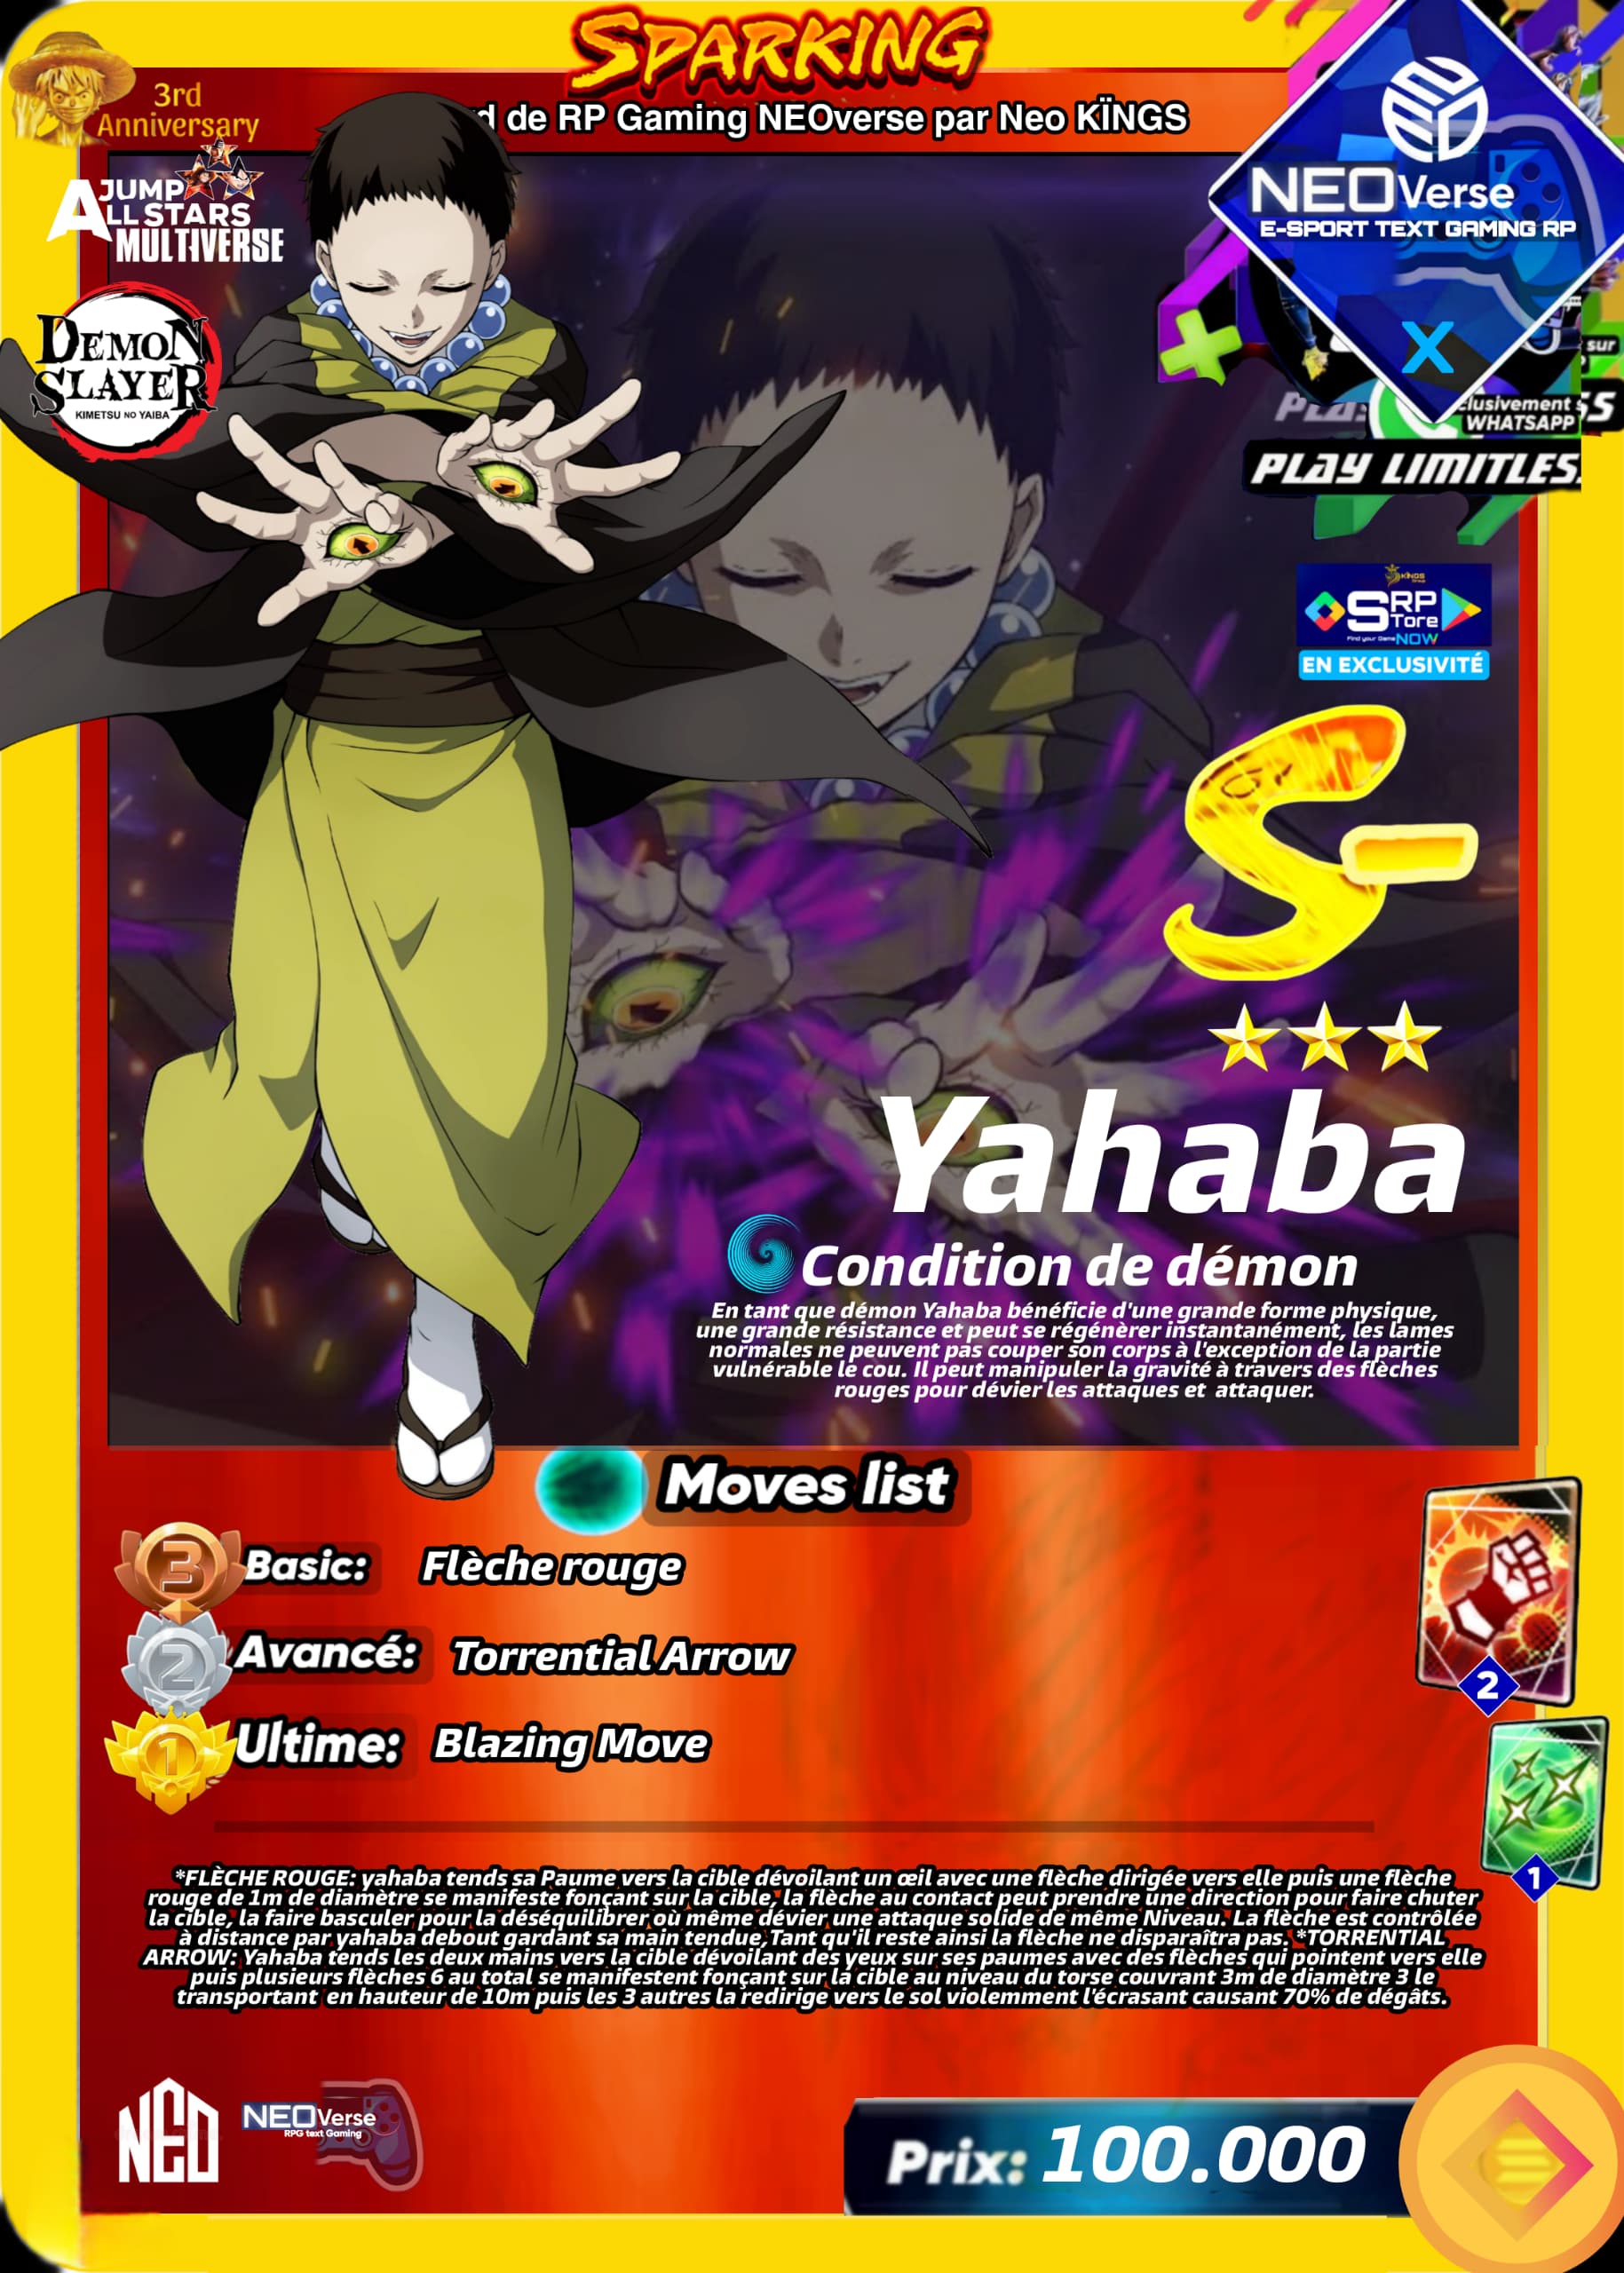 SPARKING
3rd
Anniversary
d de RP Gaming NEOverse par Neo KÏNGS
JUMP
ALL STARS
MULTIVERSE
NEO Verse
E-SPORT TEXT GAMING RP
X
DEMON
SLAYER
KIMETSU NO YAIBA
sur
clusivement
WHATSAPP
PLAY LIMITLES
KINGS
SRP
Tore
Find your Game NOW
EN EXCLUSIVITÉ
S-
Yahaba
Condition de démon
En tant que démon Yahaba bénéficie d'une grande forme physique,
une grande résistance et peut se régénèrer instantanément, les lames
normales ne peuvent pas couper son corps à l'exception de la partie
vulnérable le cou. Il peut manipuler la gravité à travers des flèches
rouges pour dévier les attaques et attaquer.
Moves list
3 Basic: Flèche rouge
2 Avancé: Torrential Arrow
2
1 Ultime: Blazing Move
1
*FLÈCHE ROUGE: yahaba tends sa Paume vers la cible dévoilant un œil avec une flèche dirigée vers elle puis une flèche
rouge de 1m de diamètre se manifeste fonçant sur la cible, la flèche au contact peut prendre une direction pour faire chuter
la cible, la faire basculer pour la déséquilibrer où même dévier une attaque solide de même Niveau. La flèche est contrôlée
à distance par yahaba debout gardant sa main tendue,Tant qu'il reste ainsi la flèche ne disparaîtra pas. *TORRENTIAL
ARROW: Yahaba tends les deux mains vers la cible dévoilant des yeux sur ses paumes avec des flèches qui pointent vers elle
puis plusieurs flèches 6 au total se manifestent fonçant sur la cible au niveau du torse couvrant 3m de diamètre 3 le
transportant en hauteur de 10m puis les 3 autres la redirige vers le sol violemment l'écrasant causant 70% de dégâts.
NEO
NEOVerse
RPG text Gaming
Prix: 100.000